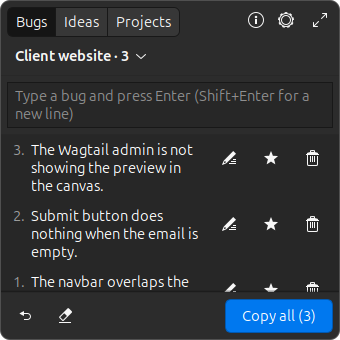 Bugs Ideas Projects
Client website · 3
Type a bug and press Enter (Shift+Enter for a
new line)
3. The Wagtail admin is not
showing the preview in
the canvas.
2. Submit button does
nothing when the email is
empty.
1. The navbar overlaps the
Copy all (3)